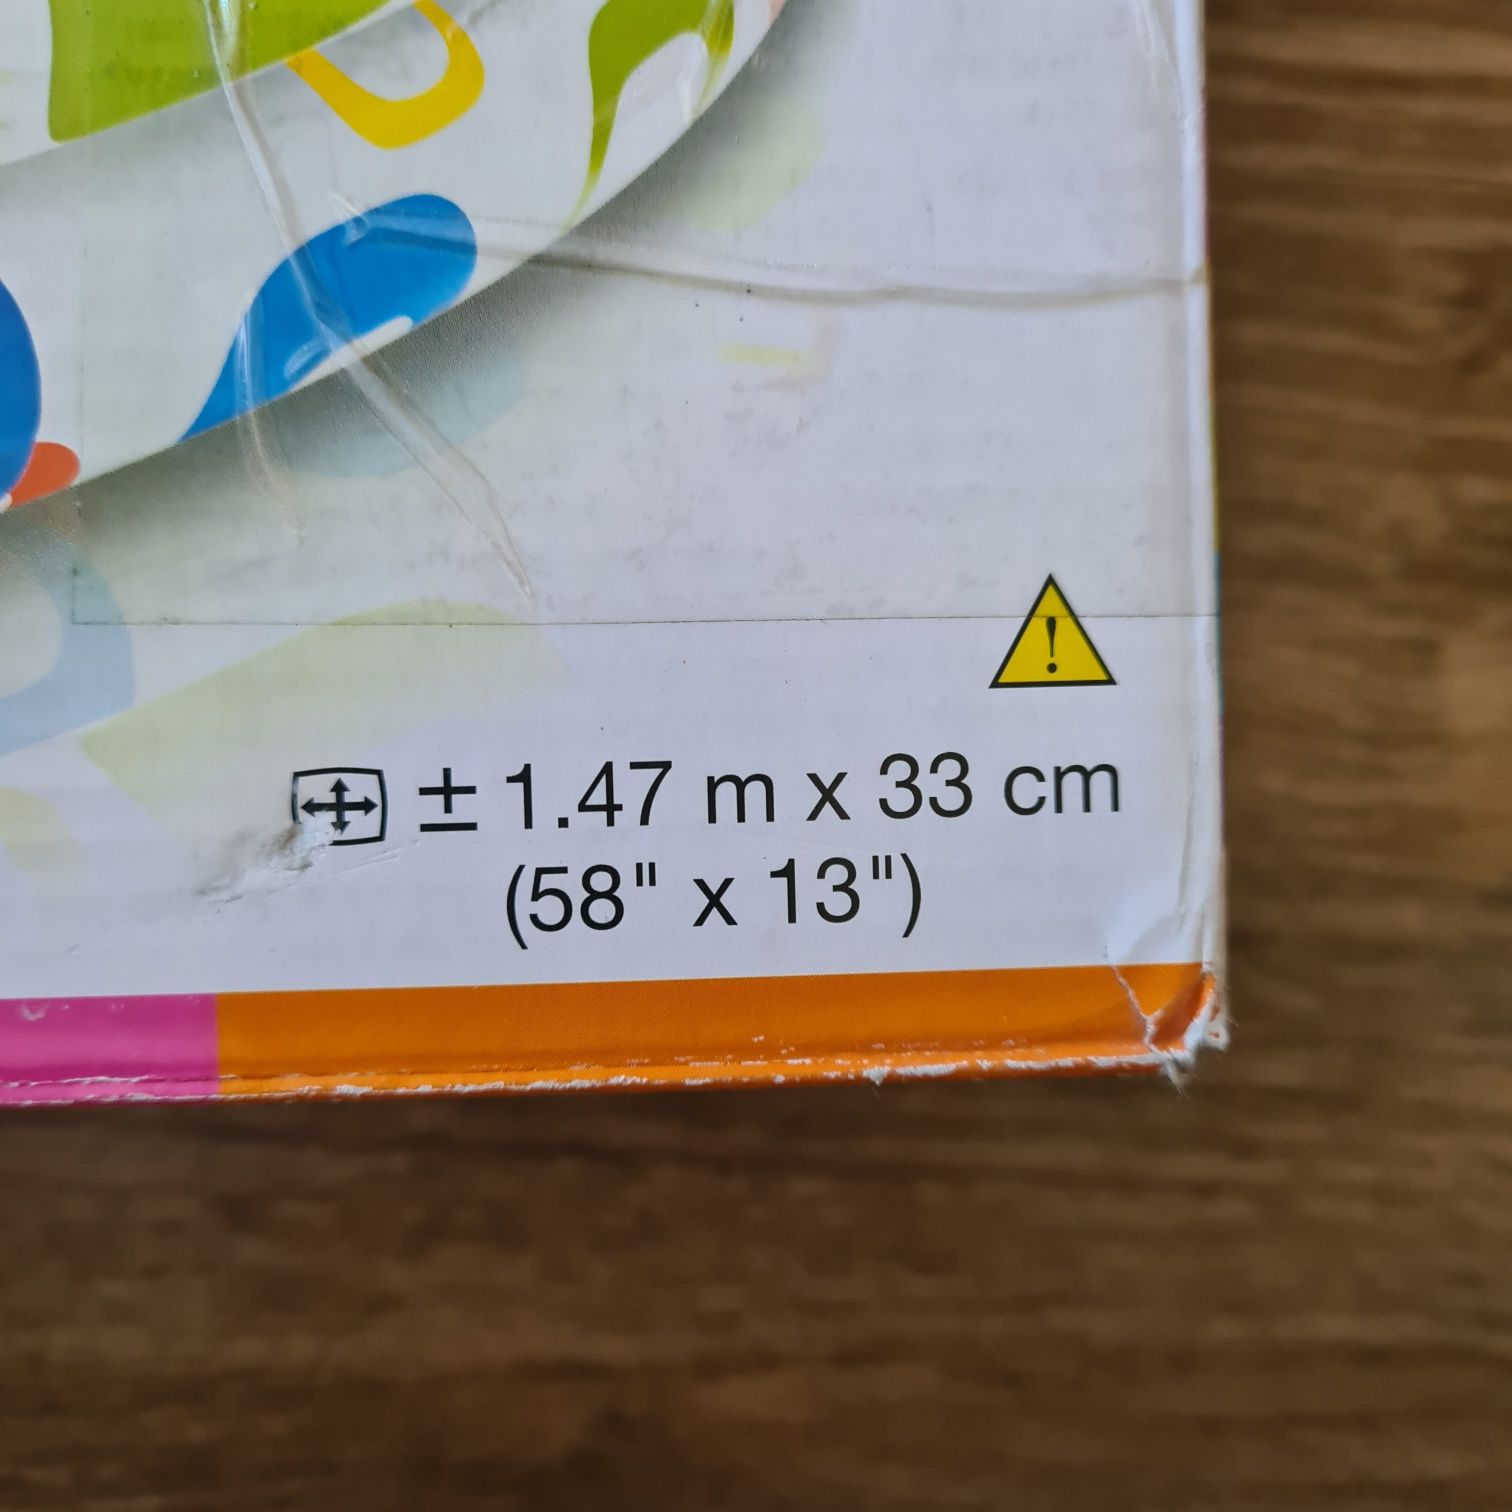 !
± 1.47 m x 33 cm
(58" x 13")